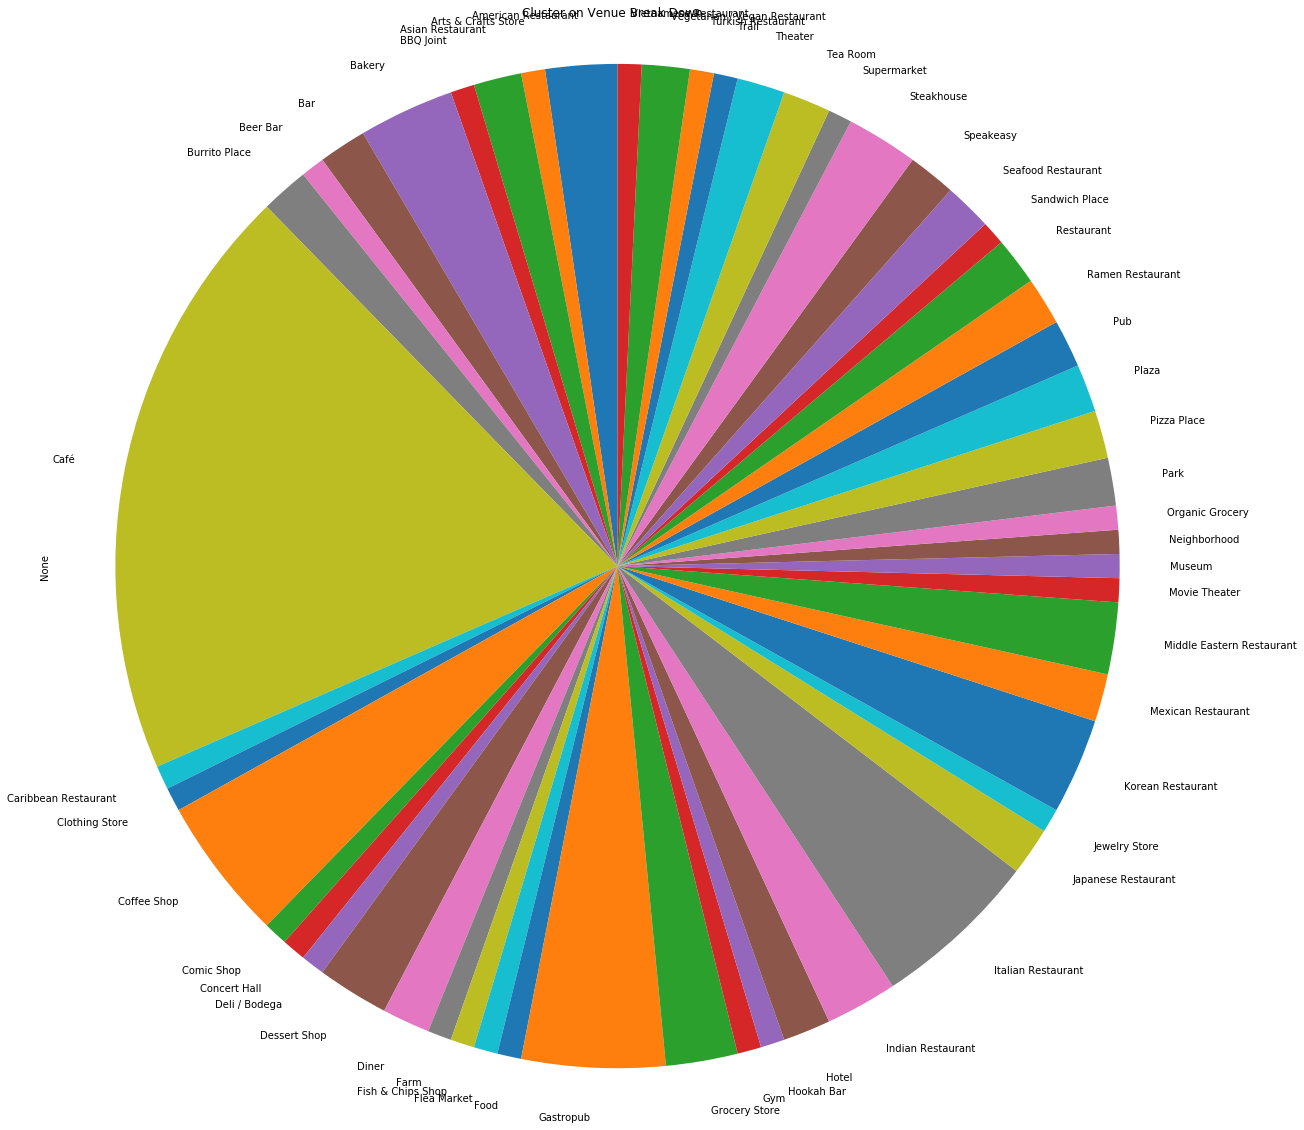 Cluster on Venue Break Down
American Restaurant
Arts & Crafts Store
Asian Restaurant
BBQ Joint
Bakery
Bar
Beer Bar
Burrito Place
Café
None
Caribbean Restaurant
Clothing Store
Coffee Shop
Comic Shop
Concert Hall
Deli / Bodega
Dessert Shop
Diner
Farm
Fish & Chips Shop
Flea Market
Food
Gastropub
Grocery Store
Gym
Hookah Bar
Hotel
Indian Restaurant
Italian Restaurant
Japanese Restaurant
Jewelry Store
Korean Restaurant
Mexican Restaurant
Middle Eastern Restaurant
Movie Theater
Museum
Neighborhood
Organic Grocery
Park
Pizza Place
Plaza
Pub
Ramen Restaurant
Restaurant
Sandwich Place
Seafood Restaurant
Speakeasy
Steakhouse
Supermarket
Tea Room
Theater
Trail
Turkish Restaurant
Vegetarian / Vegan Restaurant
Vietnamese Restaurant